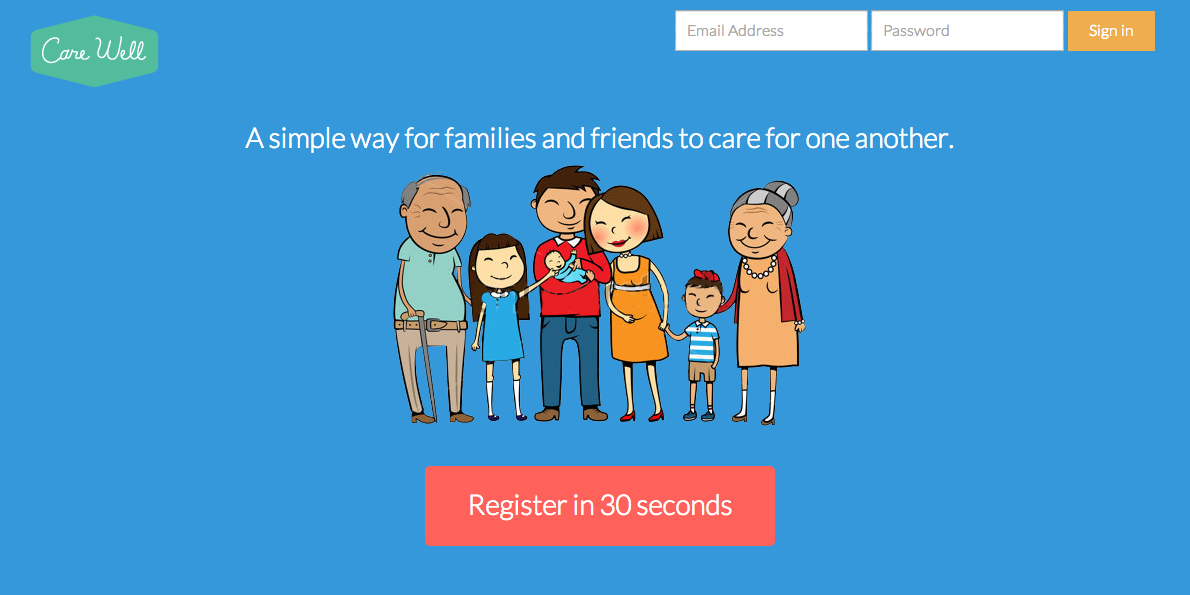 Care Well
Email Address
Password
Sign in
A simple way for families and friends to care for one another.
Register in 30 seconds